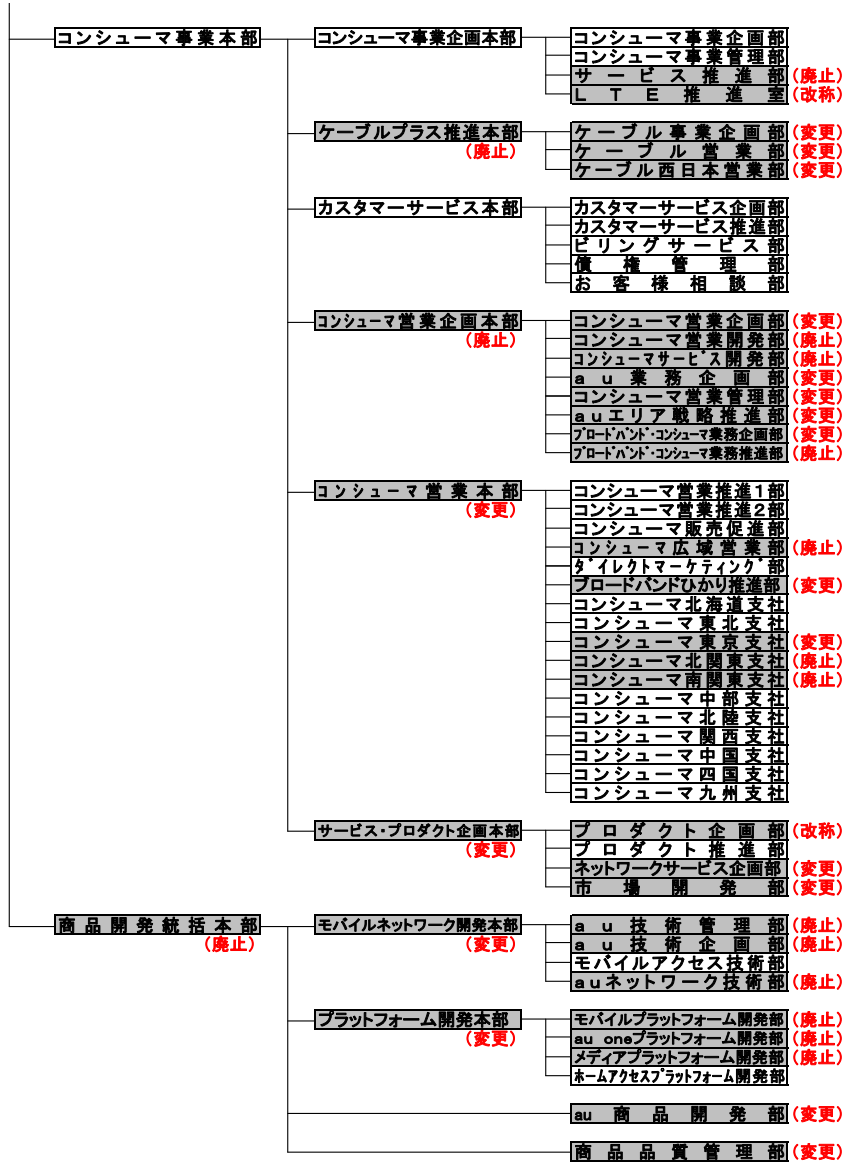 コンシューマ事業本部
コンシューマ事業企画本部
コンシューマ事業企画部
コンシューマ事業管理部
サービス推進部(廃止)
LTE推進室(改称)
ケーブルプラス推進本部
(廃止)
ケーブル事業企画部(変更)
ケーブル営業部(変更)
ケーブル西日本営業部(変更)
カスタマーサービス本部
カスタマーサービス企画部
カスタマーサービス推進部
ビリングサービス部
債権管理部
お客様相談部
コンシューマ営業企画本部
(廃止)
コンシューマ営業企画部(変更)
コンシューマ営業開発部(廃止)
コンシューマサービス開発部(廃止)
au業務企画部(変更)
コンシューマ営業管理部(変更)
auエリア戦略推進部(変更)
ブロードバンド・コンシューマ業務企画部(変更)
ブロードバンド・コンシューマ業務推進部(廃止)
コンシューマ営業本部
(変更)
コンシューマ営業推進1部
コンシューマ営業推進2部
コンシューマ販売促進部
コンシューマ広域営業部(廃止)
ダイレクトマーケティング部
ブロードバンドひかり推進部(変更)
コンシューマ北海道支社
コンシューマ東北支社
コンシューマ東京支社(変更)
コンシューマ北関東支社(廃止)
コンシューマ南関東支社(廃止)
コンシューマ中部支社
コンシューマ北陸支社
コンシューマ関西支社
コンシューマ中国支社
コンシューマ四国支社
コンシューマ九州支社
サービス・プロダクト企画本部
(変更)
プロダクト企画部(改称)
プロダクト推進部
ネットワークサービス企画部(変更)
市場開発部(変更)
商品開発統括本部
(廃止)
モバイルネットワーク開発本部
(変更)
au技術管理部(廃止)
au技術企画部(廃止)
モバイルアクセス技術部
auネットワーク技術部(廃止)
プラットフォーム開発本部
(変更)
モバイルプラットフォーム開発部(廃止)
au oneプラットフォーム開発部(廃止)
メディアプラットフォーム開発部(廃止)
ホームアクセスプラットフォーム開発部
au商品開発部(変更)
商品品質管理部(変更)